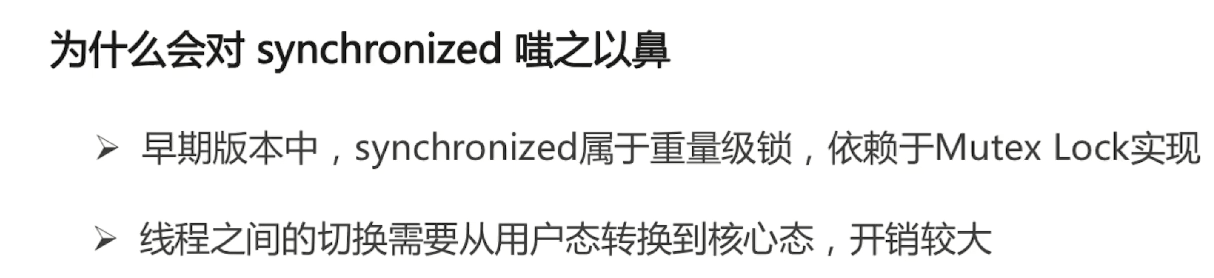 为什么会对 synchronized 嗤之以鼻
➢ 早期版本中，synchronized属于重量级锁，依赖于Mutex Lock实现
➢ 线程之间的切换需要从用户态转换到核心态，开销较大